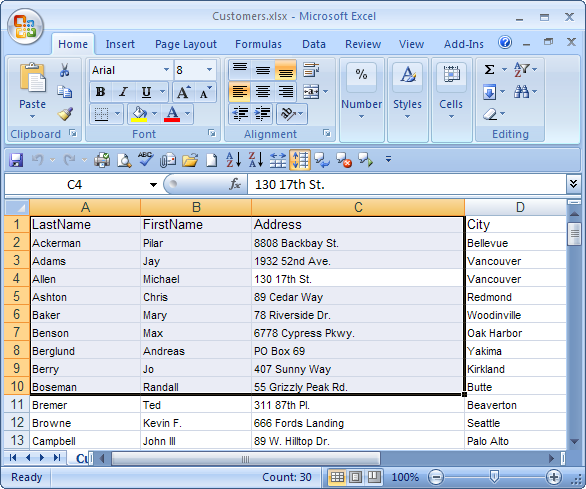 Customers.xlsx - Microsoft Excel
Home Insert Page Layout Formulas Data Review View Add-Ins
Paste Arial 8 Number Styles Cells
B I U A A
Clipboard Font Alignment Editing
C4 fx 130 17th St.
A B C D
1 LastName FirstName Address City
2 Ackerman Pilar 8808 Backbay St. Bellevue
3 Adams Jay 1932 52nd Ave. Vancouver
4 Allen Michael 130 17th St. Vancouver
5 Ashton Chris 89 Cedar Way Redmond
6 Baker Mary 78 Riverside Dr. Woodinville
7 Benson Max 6778 Cypress Pkwy. Oak Harbor
8 Berglund Andreas PO Box 69 Yakima
9 Berry Jo 407 Sunny Way Kirkland
10 Boseman Randall 55 Grizzly Peak Rd. Butte
11 Bremer Ted 311 87th Pl. Beaverton
12 Browne Kevin F. 666 Fords Landing Seattle
13 Campbell John III 89 W. Hilltop Dr. Palo Alto
Cu
Ready Count: 30 100%